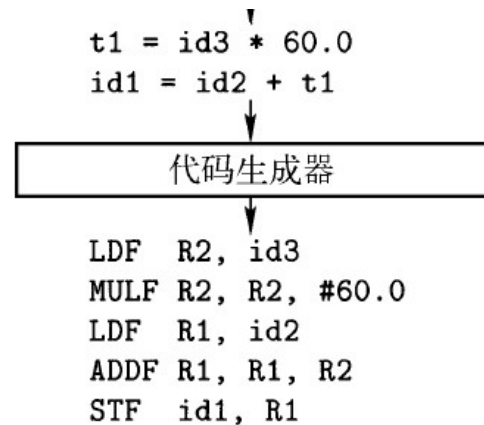 t1 = id3 * 60.0
id1 = id2 + t1
代码生成器
LDF R2, id3
MULF R2, R2, #60.0
LDF R1, id2
ADDF R1, R1, R2
STF id1, R1